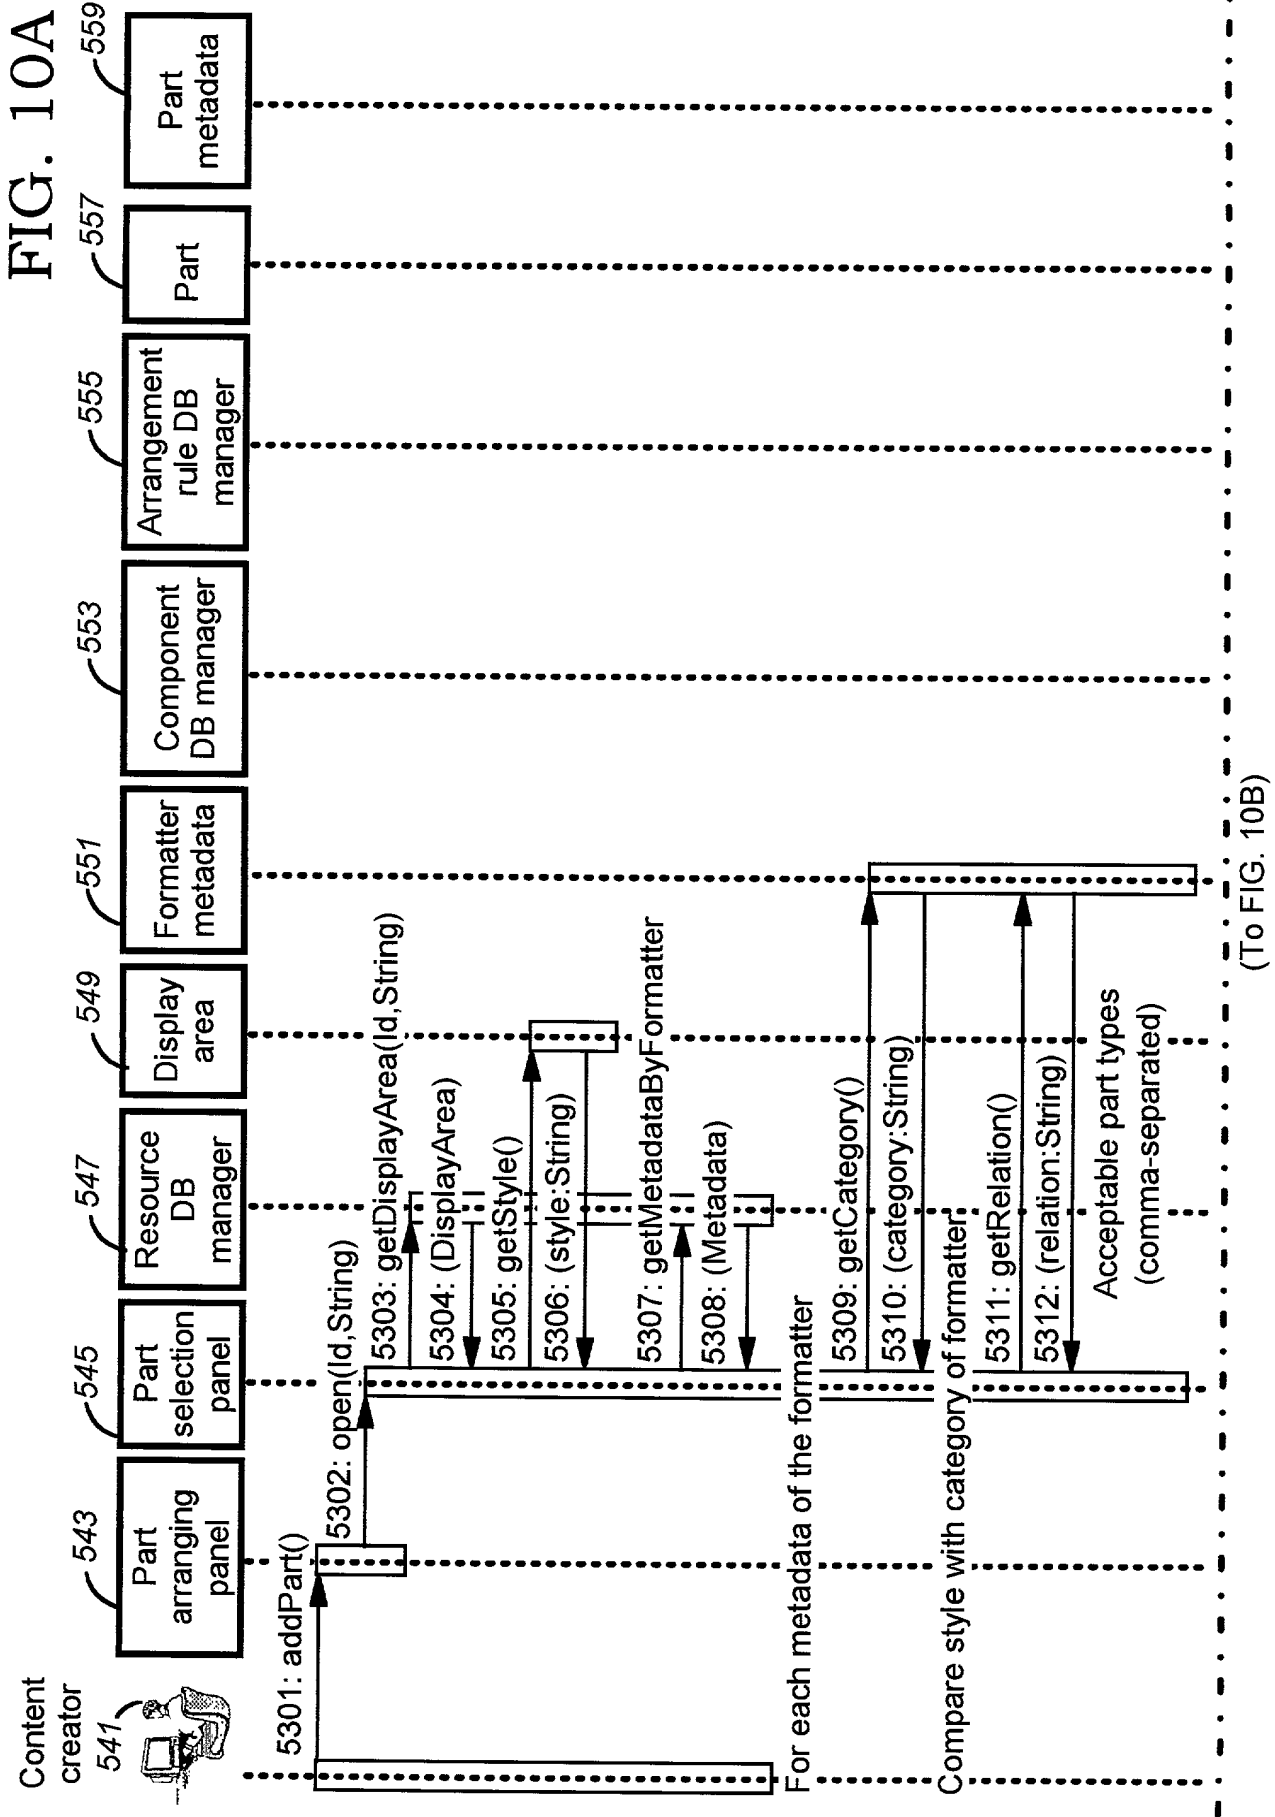 FIG. 10A
Content
creator
541
543
Part
arranging
panel
545
Part
selection
panel
547
Resource
DB
manager
549
Display
area
551
Formatter
metadata
553
Component
DB manager
555
Arrangement
rule DB
manager
557
Part
559
Part
metadata
5301: addPart()
5302: open(Id,String)
5303: getDisplayArea(Id,String)
5304: (DisplayArea)
5305: getStyle()
5306: (style:String)
5307: getMetadataByFormatter
5308: (Metadata)
For each metadata of the formatter
5309: getCategory()
5310: (category:String)
Compare style with category of formatter
5311: getRelation()
5312: (relation:String)
Acceptable part types
(comma-separated)
(To FIG. 10B)